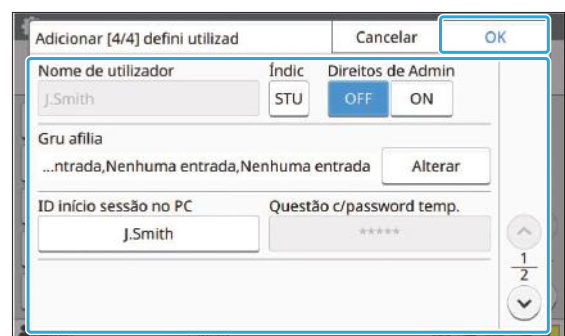 Adicionar [4/4] defini utilizad Cancelar OK
Nome de utilizador Índic Direitos de Admin
J.Smith STU OFF ON
Gru afilia
...ntrada,Nenhuma entrada,Nenhuma entrada Alterar
ID início sessão no PC Questão c/password temp.
J.Smith *****
1
2